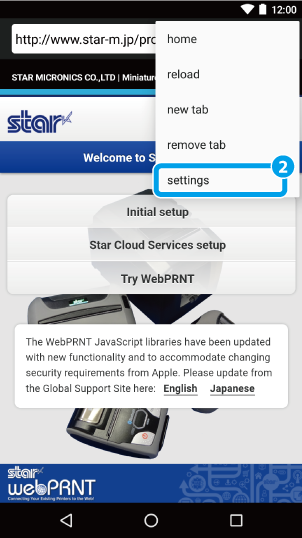 12:00
http://www.star-m.jp/pro
home
reload
new tab
remove tab
settings
2
STAR MICRONICS CO.,LTD | Miniature
star
Welcome to S
Initial setup
Star Cloud Services setup
Try WebPRNT
The WebPRNT JavaScript libraries have been updated
with new functionality and to accommodate changing
security requirements from Apple. Please update from
the Global Support Site here: English Japanese
star
webPRNT
Connecting Your Existing Printers to the Web!